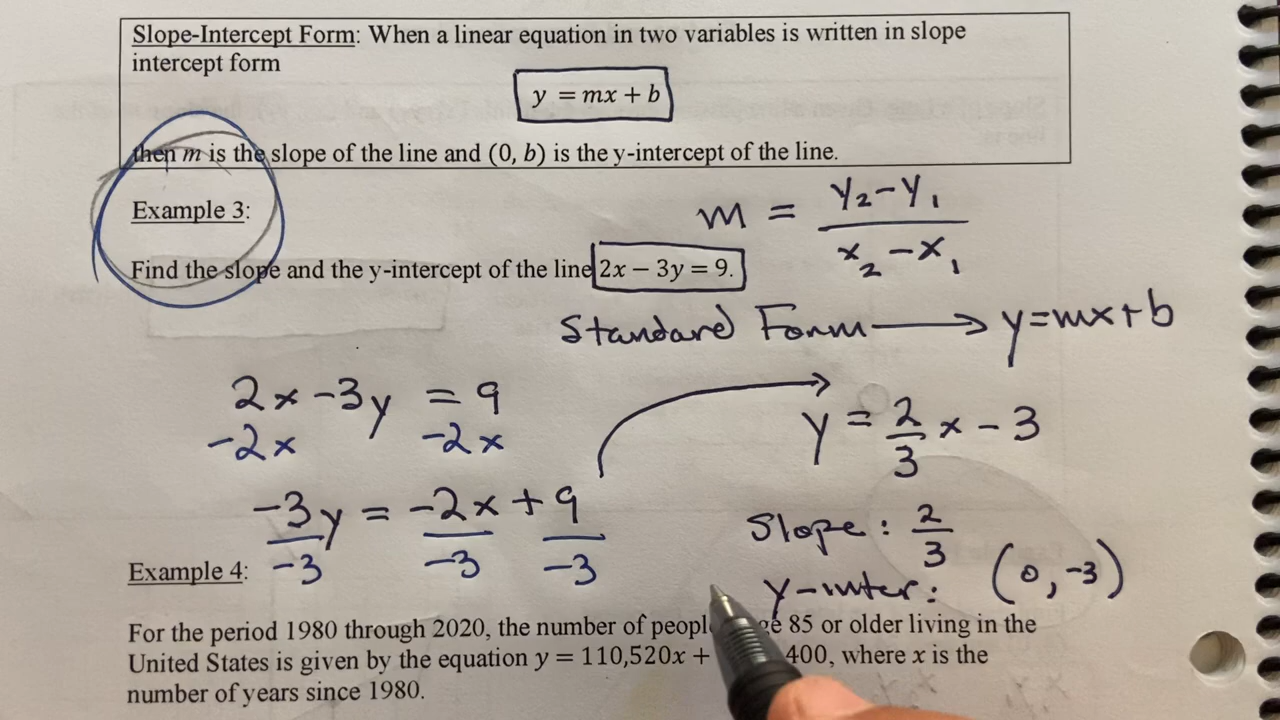 Slope-Intercept Form: When a linear equation in two variables is written in slope
intercept form
y = mx + b
then m is the slope of the line and (0, b) is the y-intercept of the line.
Example 3:
m = y₂ - y₁ / x₂ - x₁
Find the slope and the y-intercept of the line 2x − 3y = 9.
Standard Form → y = mx + b
2x - 3y = 9
-2x -2x
y = 2/3 x - 3
-3y = -2x + 9
-3 -3 -3
Slope: 2/3
y-inter: (0, -3)
Example 4:
For the period 1980 through 2020, the number of 85 or older living in the
United States is given by the equation y = 110,520x + 400, where x is the
number of years since 1980.